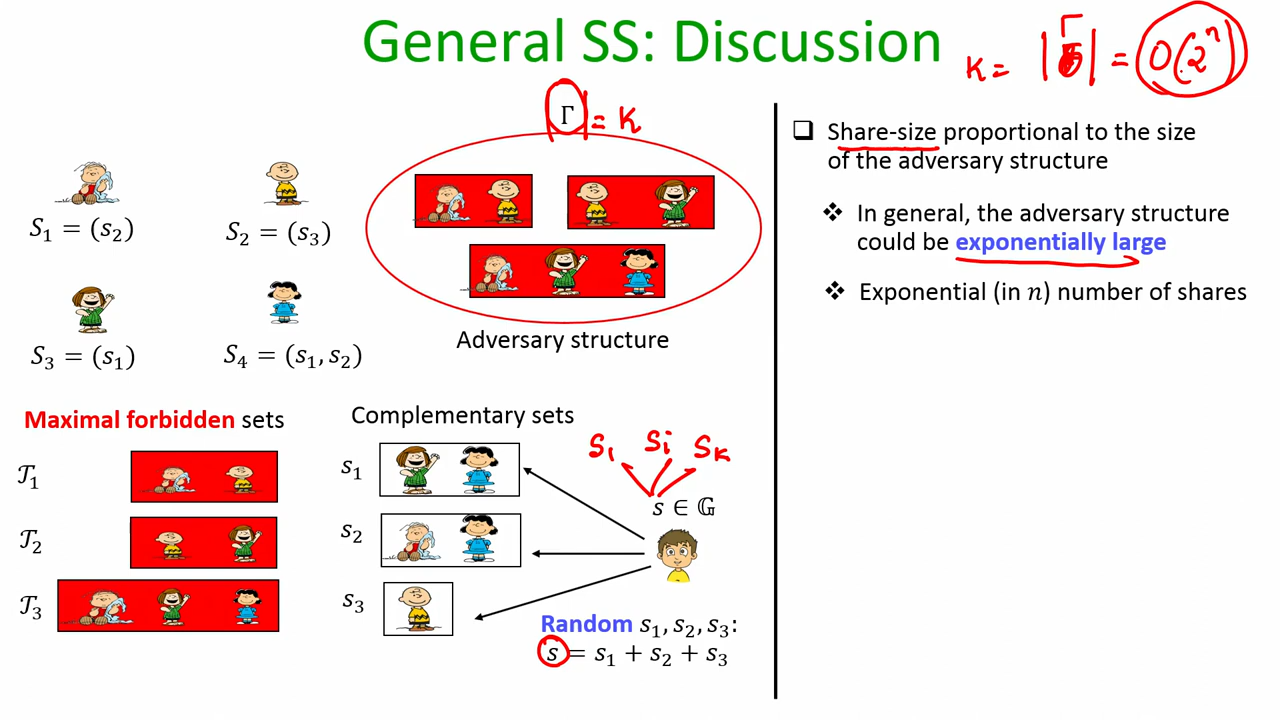 General SS: Discussion
K = |Γ| = O(2ⁿ)
|Γ| = K
❑ Share-size proportional to the size
of the adversary structure
❖ In general, the adversary structure
could be exponentially large
❖ Exponential (in 𝑛) number of shares
S₁ = (s₂)
S₂ = (s₃)
S₃ = (s₁)
S₄ = (s₁, s₂)
Adversary structure
Maximal forbidden sets
Complementary sets
𝒯₁
s₁
𝒯₂
s₂
𝒯₃
s₃
S₁ Sᵢ Sₖ
s ∈ 𝔾
Random s₁, s₂, s₃:
s = s₁ + s₂ + s₃